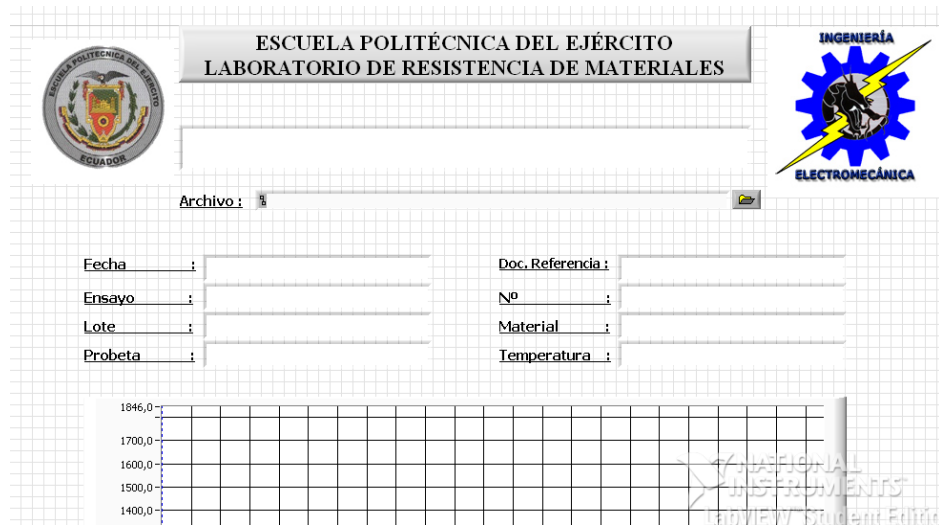 ESCUELA POLITÉCNICA DEL EJÉRCITO
LABORATORIO DE RESISTENCIA DE MATERIALES
ESCUELA POLITECNICA DEL EJERCITO
ECUADOR
INGENIERÍA
ELECTROMECÁNICA
Archivo :
Fecha :
Doc. Referencia :
Ensayo :
Nº :
Lote :
Material :
Probeta :
Temperatura :
1846,0
1700,0
1600,0
1500,0
1400,0
NATIONAL
INSTRUMENTS™
LabVIEW™ Student Edition